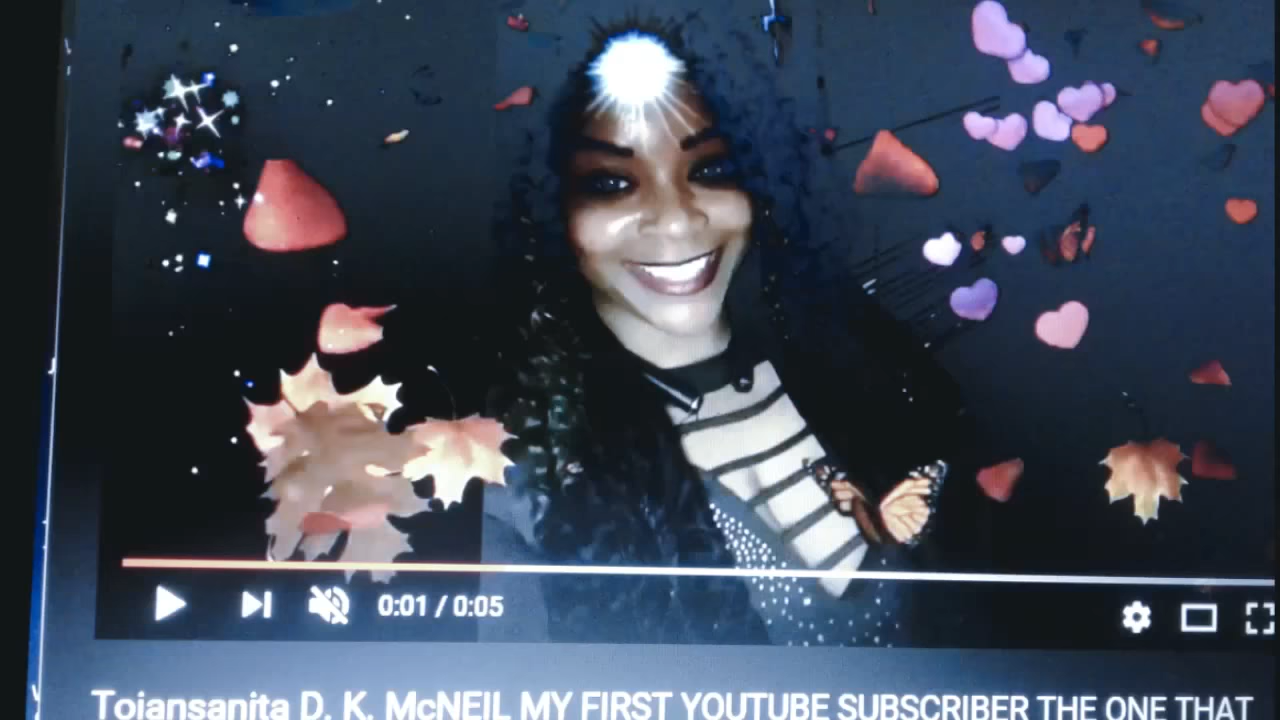 0:01 / 0:05
Toiansanita D. K. McNEIL MY FIRST YOUTUBE SUBSCRIBER THE ONE THAT